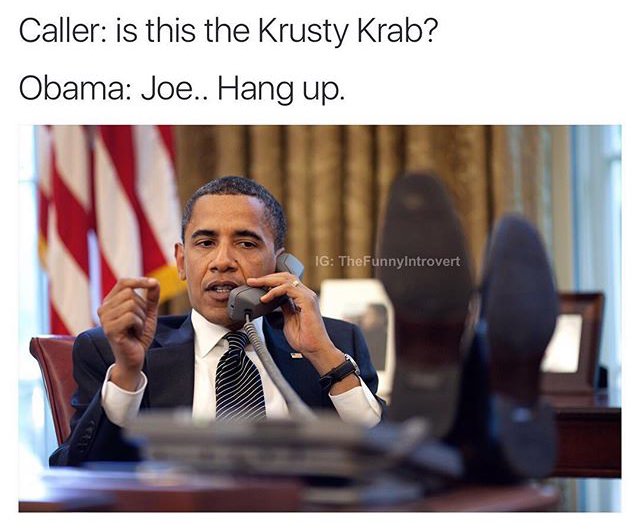 Caller: is this the Krusty Krab?
Obama: Joe.. Hang up.
IG: TheFunnyIntrovert